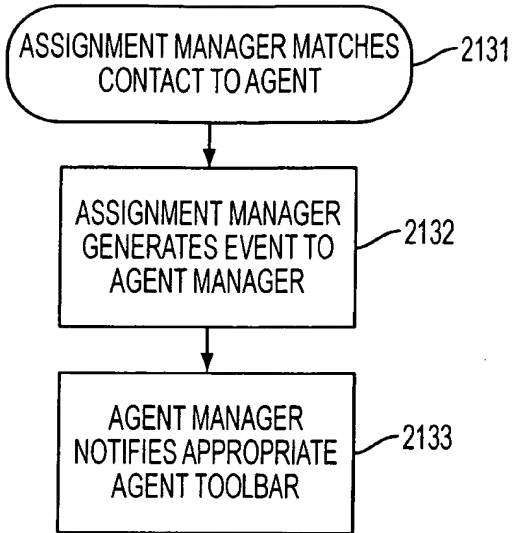 ASSIGNMENT MANAGER MATCHES
CONTACT TO AGENT
2131
ASSIGNMENT MANAGER
GENERATES EVENT TO
AGENT MANAGER
2132
AGENT MANAGER
NOTIFIES APPROPRIATE
AGENT TOOLBAR
2133